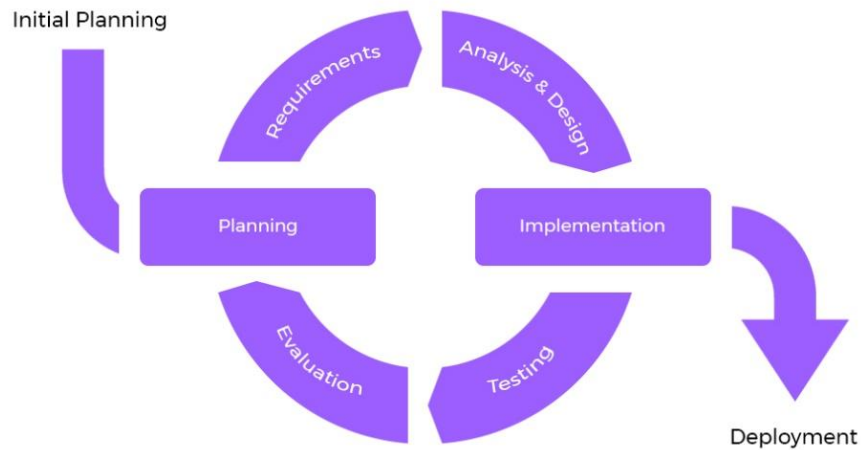 Initial Planning
Requirements
Analysis & Design
Planning
Implementation
Evaluation
Testing
Deployment